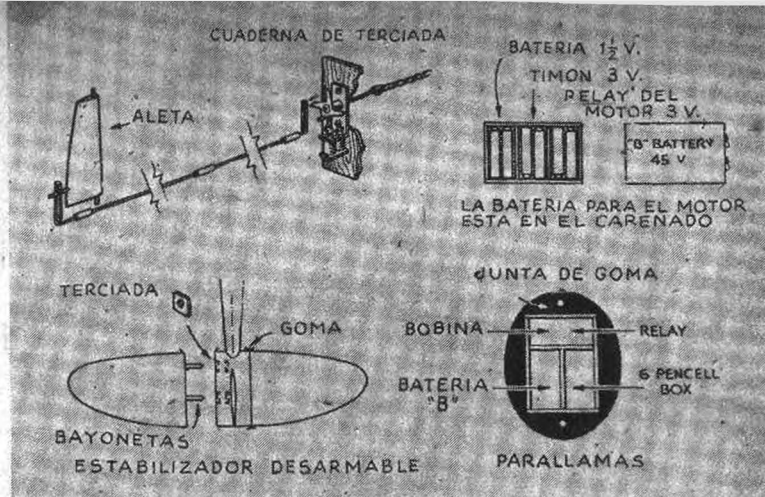 CUADERNA DE TERCIADA
ALETA
BATERIA 1½ V.
TIMON 3 V.
RELAY DEL
MOTOR 3 V.
"B" BATTERY
45 V
LA BATERIA PARA EL MOTOR
ESTA EN EL CARENADO
TERCIADA
GOMA
BAYONETAS
ESTABILIZADOR DESARMABLE
JUNTA DE GOMA
BOBINA
RELAY
BATERIA
"B"
6 PENCELL
BOX
PARALLAMAS